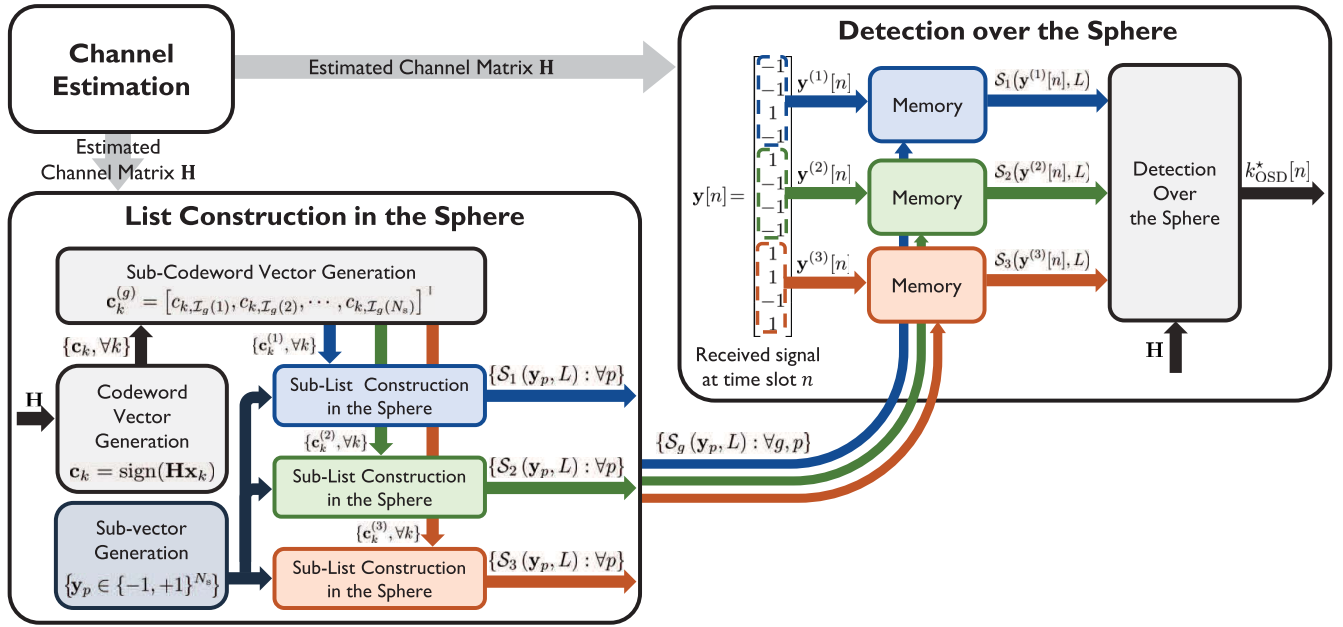 Channel
Estimation
Estimated Channel Matrix H
Estimated
Channel Matrix H
List Construction in the Sphere
Sub-Codeword Vector Generation
c_k^{(g)} = [c_{k,I_g(1)}, c_{k,I_g(2)}, ⋯, c_{k,I_g(N_s)}]^⊤
{c_k, ∀k}
{c_k^{(1)}, ∀k}
H
Codeword
Vector
Generation
c_k = sign(Hx_k)
Sub-List Construction
in the Sphere
{S_1 (y_p, L) : ∀p}
{c_k^{(2)}, ∀k}
Sub-List Construction
in the Sphere
{S_2 (y_p, L) : ∀p}
Sub-vector
Generation
{y_p ∈ {−1, +1}^{N_s}}
{c_k^{(3)}, ∀k}
Sub-List Construction
in the Sphere
{S_3 (y_p, L) : ∀p}
{S_g (y_p, L) : ∀g, p}
Detection over the Sphere
y[n] =
−1
−1
1
−1
1
−1
−1
−1
1
1
−1
1
y^{(1)}[n]
Memory
S_1(y^{(1)}[n], L)
y^{(2)}[n]
Memory
S_2(y^{(2)}[n], L)
y^{(3)}[n]
Memory
S_3(y^{(3)}[n], L)
Detection
Over
the Sphere
k^⋆_{OSD}[n]
H
Received signal
at time slot n